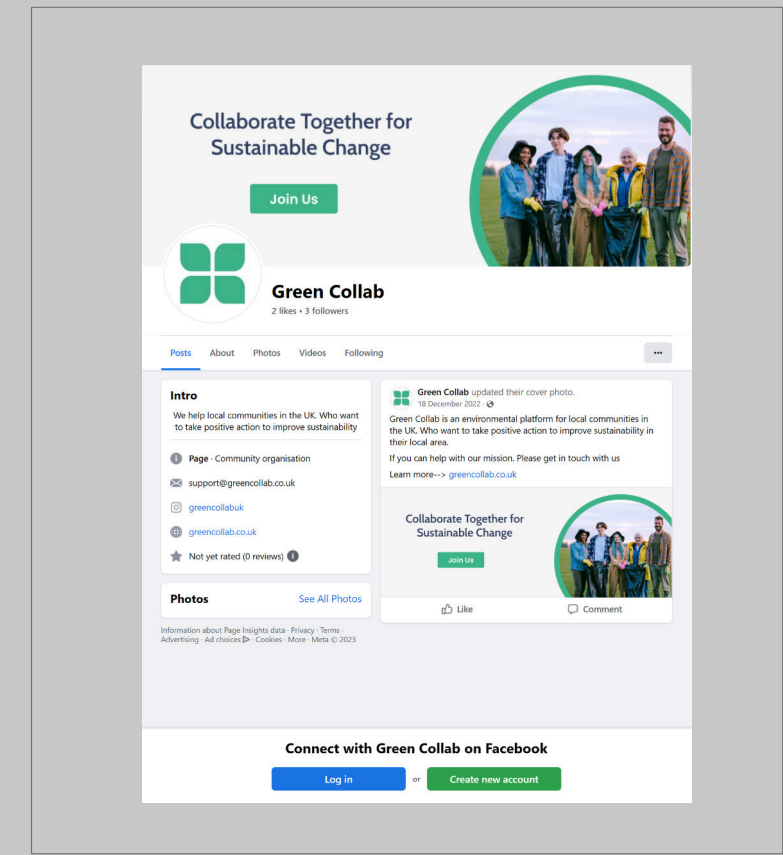 Collaborate Together for
Sustainable Change
Join Us
Green Collab
2 likes • 3 followers
Posts
About
Photos
Videos
Following
Intro
We help local communities in the UK. Who want
to take positive action to improve sustainability
Page · Community organisation
support@greencollab.co.uk
greencollabuk
greencollab.co.uk
Not yet rated (0 reviews)
Photos
See All Photos
Information about Page Insights data · Privacy · Terms ·
Advertising · Ad choices · Cookies · More · Meta © 2023
Green Collab updated their cover photo.
18 December 2022 ·
Green Collab is an environmental platform for local communities in
the UK. Who want to take positive action to improve sustainability in
their local area.
If you can help with our mission. Please get in touch with us
Learn more--> greencollab.co.uk
Collaborate Together for
Sustainable Change
Join Us
Like
Comment
Connect with Green Collab on Facebook
Log in
or
Create new account